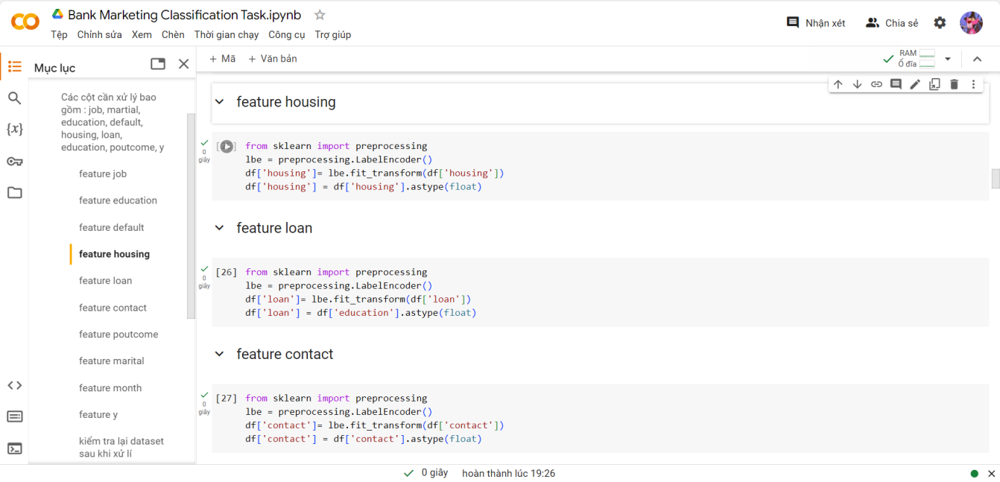 Bank Marketing Classification Task.ipynb
Tệp Chỉnh sửa Xem Chèn Thời gian chạy Công cụ Trợ giúp
Nhận xét
Chia sẻ
Mục lục
Các cột cần xử lý bao
gồm : job, martial,
education, default,
housing, loan,
education, poutcome, y
feature job
feature education
feature default
feature housing
feature loan
feature contact
feature poutcome
feature marital
feature month
feature y
kiểm tra lại dataset
sau khi xử lí
+ Mã + Văn bản
RAM
Ổ đĩa
feature housing
0
giây
from sklearn import preprocessing
lbe = preprocessing.LabelEncoder()
df['housing']= lbe.fit_transform(df['housing'])
df['housing'] = df['housing'].astype(float)
feature loan
0
giây
[26] from sklearn import preprocessing
lbe = preprocessing.LabelEncoder()
df['loan']= lbe.fit_transform(df['loan'])
df['loan'] = df['education'].astype(float)
feature contact
0
giây
[27] from sklearn import preprocessing
lbe = preprocessing.LabelEncoder()
df['contact']= lbe.fit_transform(df['contact'])
df['contact'] = df['contact'].astype(float)
0 giây hoàn thành lúc 19:26